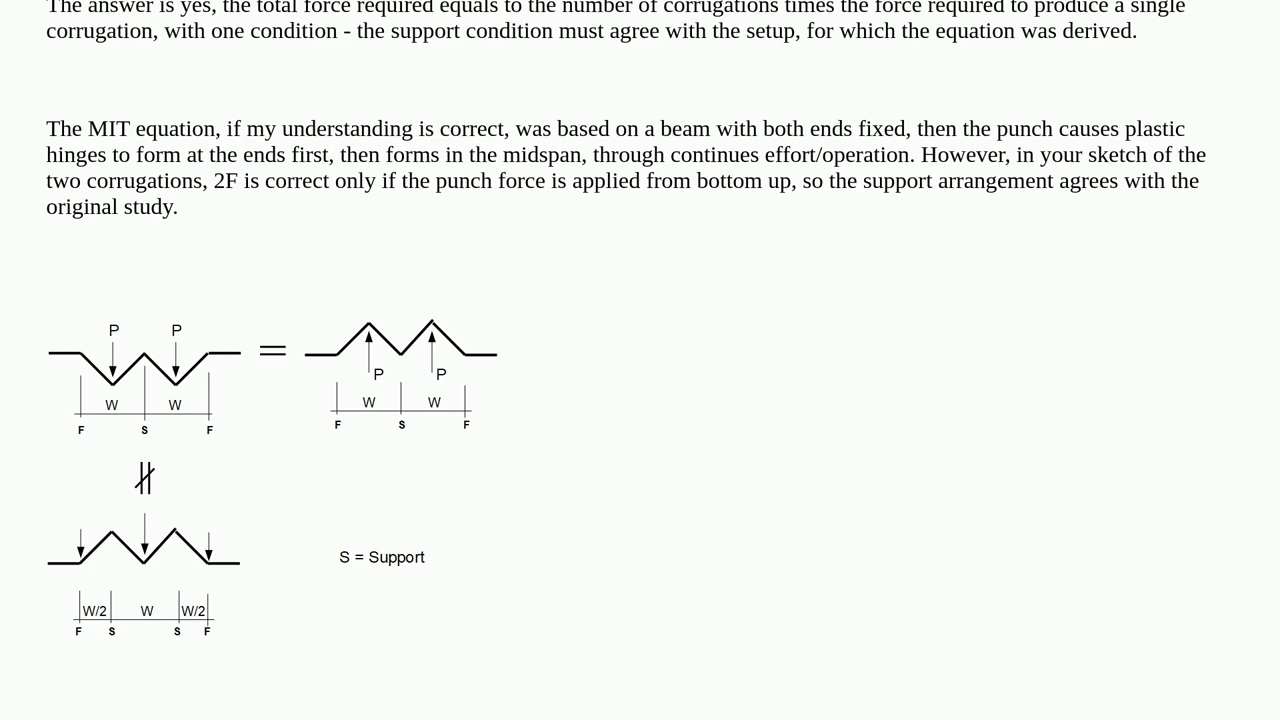 The answer is yes, the total force required equals to the number of corrugations times the force required to produce a single
corrugation, with one condition - the support condition must agree with the setup, for which the equation was derived.
The MIT equation, if my understanding is correct, was based on a beam with both ends fixed, then the punch causes plastic
hinges to form at the ends first, then forms in the midspan, through continues effort/operation. However, in your sketch of the
two corrugations, 2F is correct only if the punch force is applied from bottom up, so the support arrangement agrees with the
original study.
P P
P P
W W
W W
F S F
F S F
S = Support
W/2 W W/2
F S S F